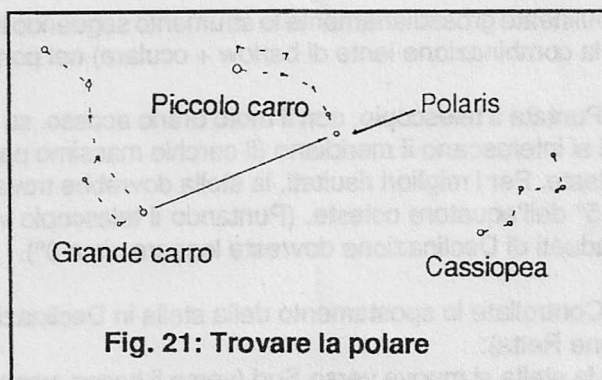 Piccolo carro
Polaris
Grande carro
Cassiopea
Fig. 21: Trovare la polare